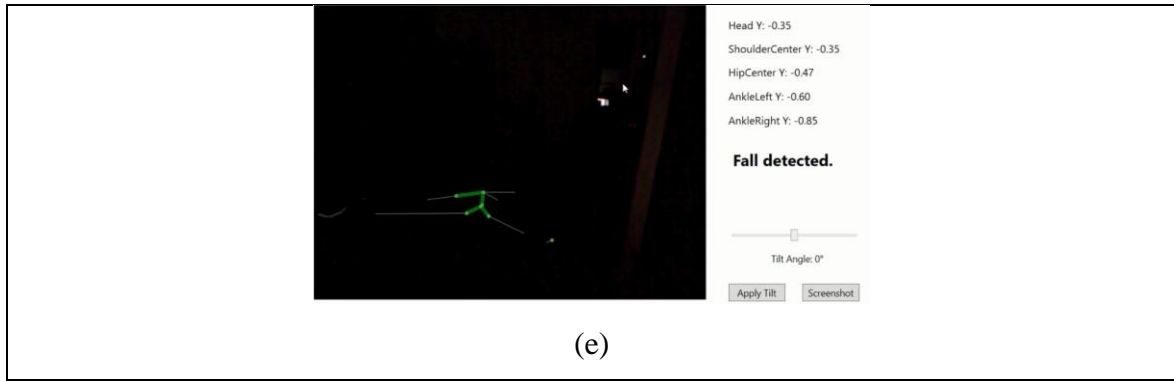 Head Y: -0.35
ShoulderCenter Y: -0.35
HipCenter Y: -0.47
AnkleLeft Y: -0.60
AnkleRight Y: -0.85
Fall detected.
Tilt Angle: 0°
Apply Tilt Screenshot
(e)